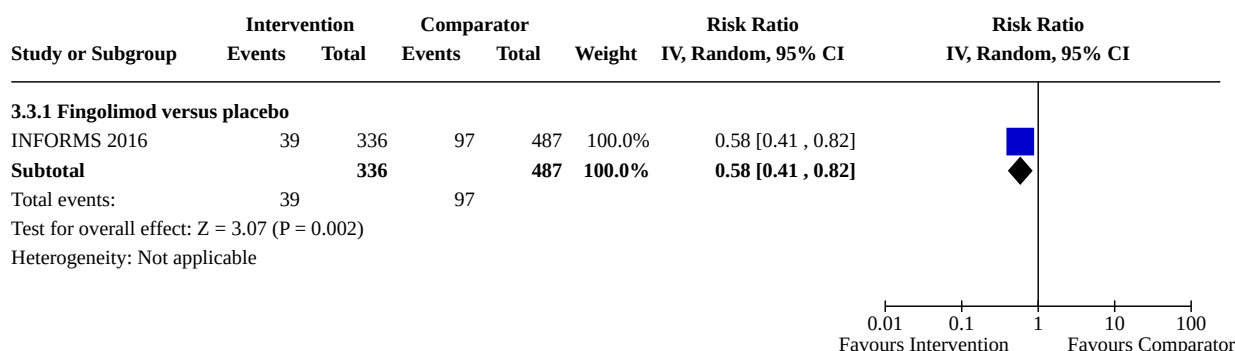 Intervention Comparator Risk Ratio Risk Ratio
Study or Subgroup Events Total Events Total Weight IV, Random, 95% CI IV, Random, 95% CI
3.3.1 Fingolimod versus placebo
INFORMS 2016 39 336 97 487 100.0% 0.58 [0.41 , 0.82]
Subtotal 336 487 100.0% 0.58 [0.41 , 0.82]
Total events: 39 97
Test for overall effect: Z = 3.07 (P = 0.002)
Heterogeneity: Not applicable
0.01 0.1 1 10 100
Favours Intervention Favours Comparator